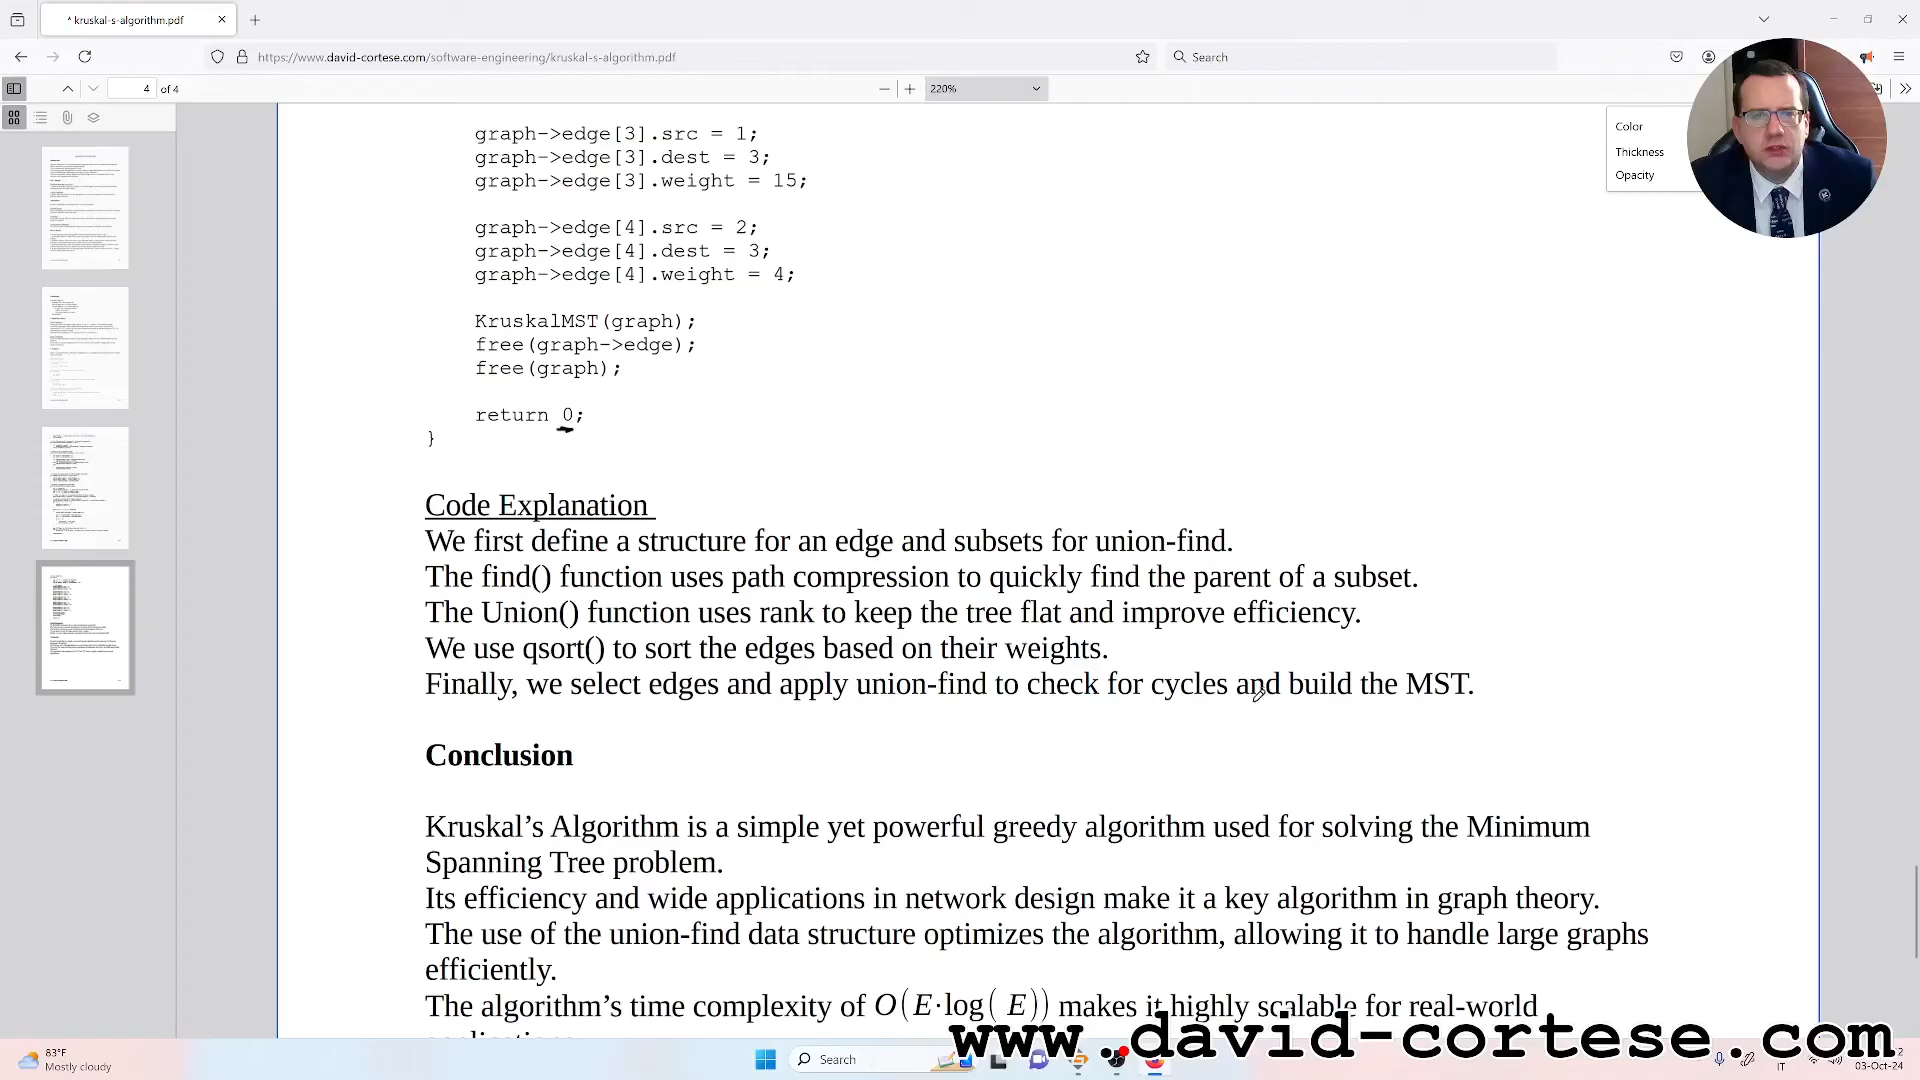 * kruskal-s-algorithm.pdf
https://www.david-cortese.com/software-engineering/kruskal-s-algorithm.pdf
Search
4 of 4
220%
Color
Thickness
Opacity
graph->edge[3].src = 1;
graph->edge[3].dest = 3;
graph->edge[3].weight = 15;
graph->edge[4].src = 2;
graph->edge[4].dest = 3;
graph->edge[4].weight = 4;
KruskalMST(graph);
free(graph->edge);
free(graph);
return 0;
}
Code Explanation
We first define a structure for an edge and subsets for union-find.
The find() function uses path compression to quickly find the parent of a subset.
The Union() function uses rank to keep the tree flat and improve efficiency.
We use qsort() to sort the edges based on their weights.
Finally, we select edges and apply union-find to check for cycles and build the MST.
Conclusion
Kruskal’s Algorithm is a simple yet powerful greedy algorithm used for solving the Minimum
Spanning Tree problem.
Its efficiency and wide applications in network design make it a key algorithm in graph theory.
The use of the union-find data structure optimizes the algorithm, allowing it to handle large graphs
efficiently.
The algorithm’s time complexity of O(E·log( E)) makes it highly scalable for real-world
www.david-cortese.com
83°F
Mostly cloudy
Search
IT
03-Oct-24